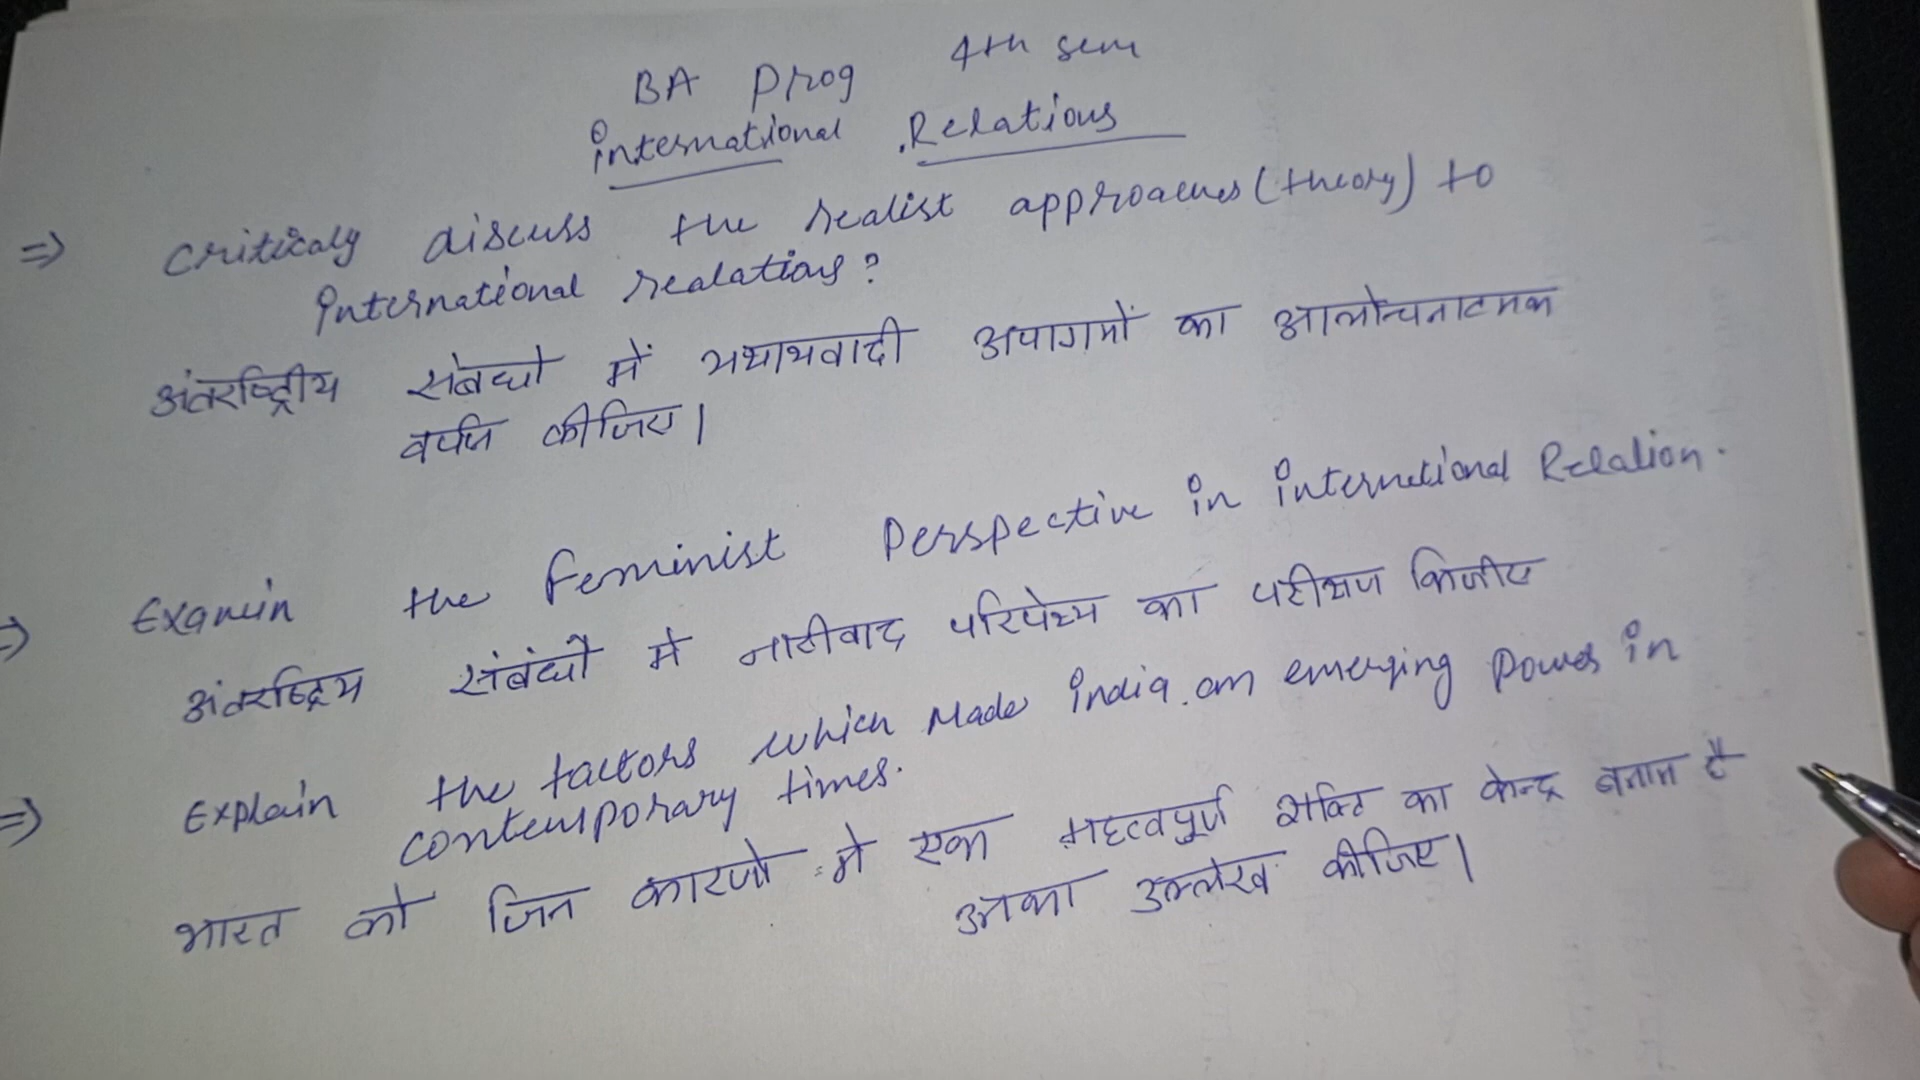 BA Prog 4th sem
International Relations
⇒ Criticaly discuss the realist approaches (theory) to
International realations?
अंतर्राष्ट्रीय संबंधो में यथाथवादी अपागमों का आलोचनात्मक
वर्णन कीजिए।
⇒ Examin the Feminist Perspective in International Relation.
अंतर्राष्ट्रिय संबंधों मे नारीवाद परिपेक्ष्य का परीक्षण किजीए
⇒ Explain the factors which Made India an emerging Power in
contemporary times.
भारत को जिन कारणो मे एक महत्वपूर्ण शक्ति का केन्द्र बनाम है
उनका उल्लेख कीजिए।